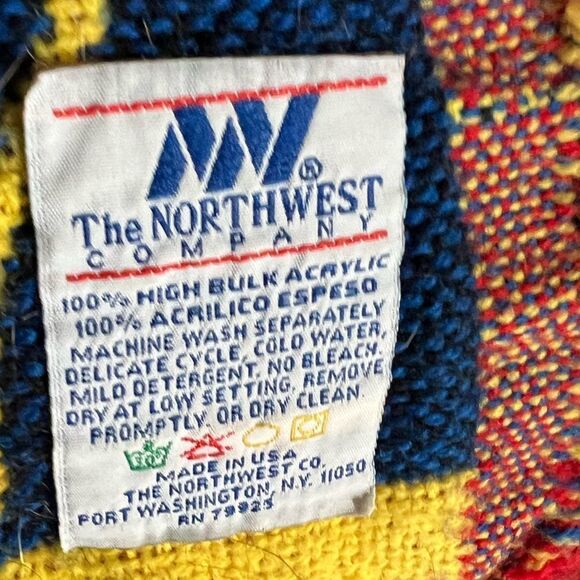 ®
The NORTHWEST
COMPANY
100% HIGH BULK ACRYLIC
100% ACRILICO ESPESO
MACHINE WASH SEPARATELY
DELICATE CYCLE, COLD WATER,
MILD DETERGENT. NO BLEACH.
DRY AT LOW SETTING. REMOVE
PROMPTLY OR DRY CLEAN.
MADE IN USA
THE NORTHWEST CO.
PORT WASHINGTON, N.Y. 11050
RN 79925